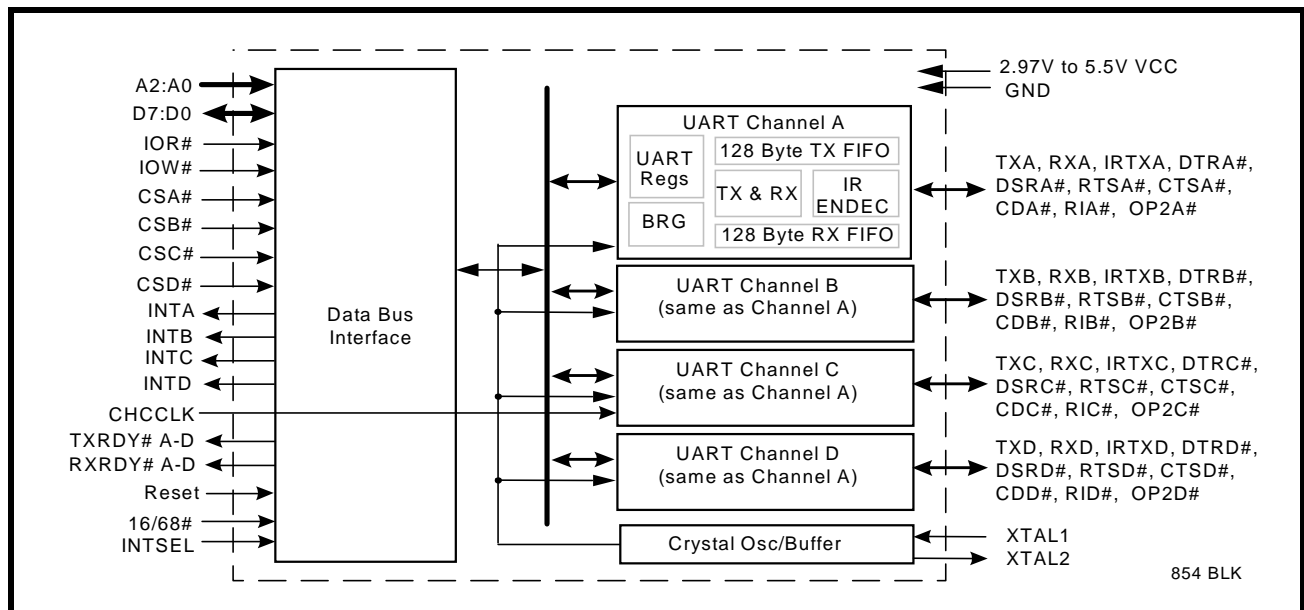 A2:A0
D7:D0
IOR#
IOW#
CSA#
CSB#
CSC#
CSD#
INTA
INTB
INTC
INTD
CHCCLK
TXRDY# A-D
RXRDY# A-D
Reset
16/68#
INTSEL
Data Bus
Interface
UART Channel A
UART
Regs
BRG
128 Byte TX FIFO
TX & RX
IR
ENDEC
128 Byte RX FIFO
UART Channel B
(same as Channel A)
UART Channel C
(same as Channel A)
UART Channel D
(same as Channel A)
Crystal Osc/Buffer
2.97V to 5.5V VCC
GND
TXA, RXA, IRTXA, DTRA#,
DSRA#, RTSA#, CTSA#,
CDA#, RIA#, OP2A#
TXB, RXB, IRTXB, DTRB#,
DSRB#, RTSB#, CTSB#,
CDB#, RIB#, OP2B#
TXC, RXC, IRTXC, DTRC#,
DSRC#, RTSC#, CTSC#,
CDC#, RIC#, OP2C#
TXD, RXD, IRTXD, DTRD#,
DSRD#, RTSD#, CTSD#,
CDD#, RID#, OP2D#
XTAL1
XTAL2
854 BLK